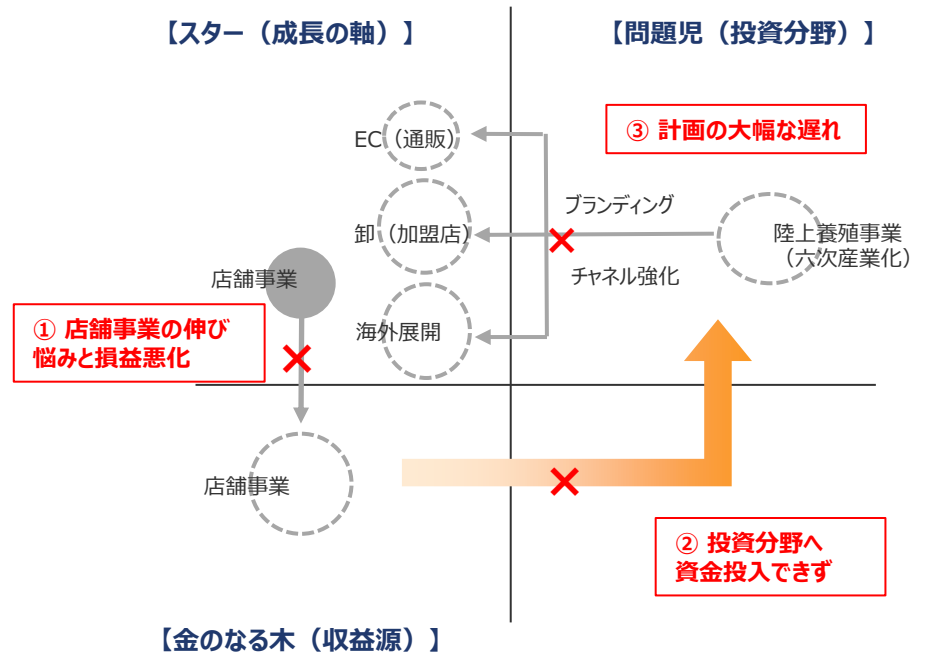 【スター（成長の軸）】
【問題児（投資分野）】
③ 計画の大幅な遅れ
EC（通販）
ブランディング
卸（加盟店）
陸上養殖事業
（六次産業化）
チャネル強化
店舗事業
海外展開
① 店舗事業の伸び
悩みと損益悪化
店舗事業
② 投資分野へ
資金投入できず
【金のなる木（収益源）】